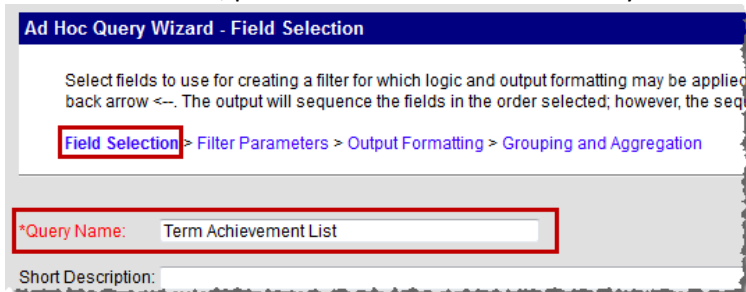 Ad Hoc Query Wizard - Field Selection
Select fields to use for creating a filter for which logic and output formatting may be applied
back arrow <--. The output will sequence the fields in the order selected; however, the seq
Field Selection > Filter Parameters > Output Formatting > Grouping and Aggregation
*Query Name: Term Achievement List
Short Description: